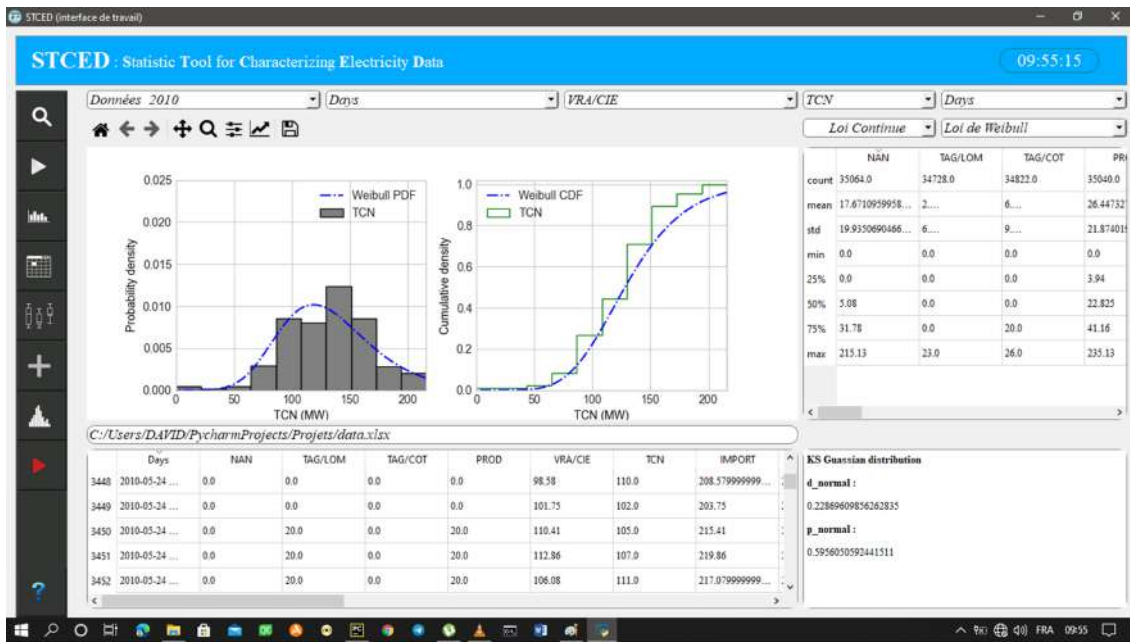 STCED (interface de travail)
STCED : Statistic Tool for Characterizing Electricity Data
09:55:15
Données 2010
Days
VRA/CIE
TCN
Days
Loi Continue
Loi de Weibull
0.025
0.020
0.015
0.010
0.005
0.000
Probability density
Weibull PDF
TCN
0 50 100 150 200
TCN (MW)
1.0
0.8
0.6
0.4
0.2
0.0
Cumulative density
Weibull CDF
TCN
0 50 100 150 200
TCN (MW)
NAN TAG/LOM TAG/COT PR
count 35064.0 34728.0 34822.0 35040.0
mean 17.6710959958... 2.... 6.... 26.44732
std 19.9350690466... 6.... 9.... 21.87401
min 0.0 0.0 0.0 0.0
25% 0.0 0.0 0.0 3.94
50% 5.08 0.0 0.0 22.825
75% 31.78 0.0 20.0 41.16
max 215.13 23.0 26.0 235.13
C:/Users/DAVID/PycharmProjects/Projets/data.xlsx
Days NAN TAG/LOM TAG/COT PROD VRA/CIE TCN IMPORT
3448 2010-05-24 ... 0.0 0.0 0.0 0.0 98.58 110.0 208.579999999...
3449 2010-05-24 ... 0.0 0.0 0.0 0.0 101.75 102.0 203.75
3450 2010-05-24 ... 0.0 20.0 0.0 20.0 110.41 105.0 215.41
3451 2010-05-24 ... 0.0 20.0 0.0 20.0 112.86 107.0 219.86
3452 2010-05-24 ... 0.0 20.0 0.0 20.0 106.08 111.0 217.079999999...
KS Guassian distribution
d_normal :
0.22869609856262835
p_normal :
0.5956050592441511
?
FRA 09:55